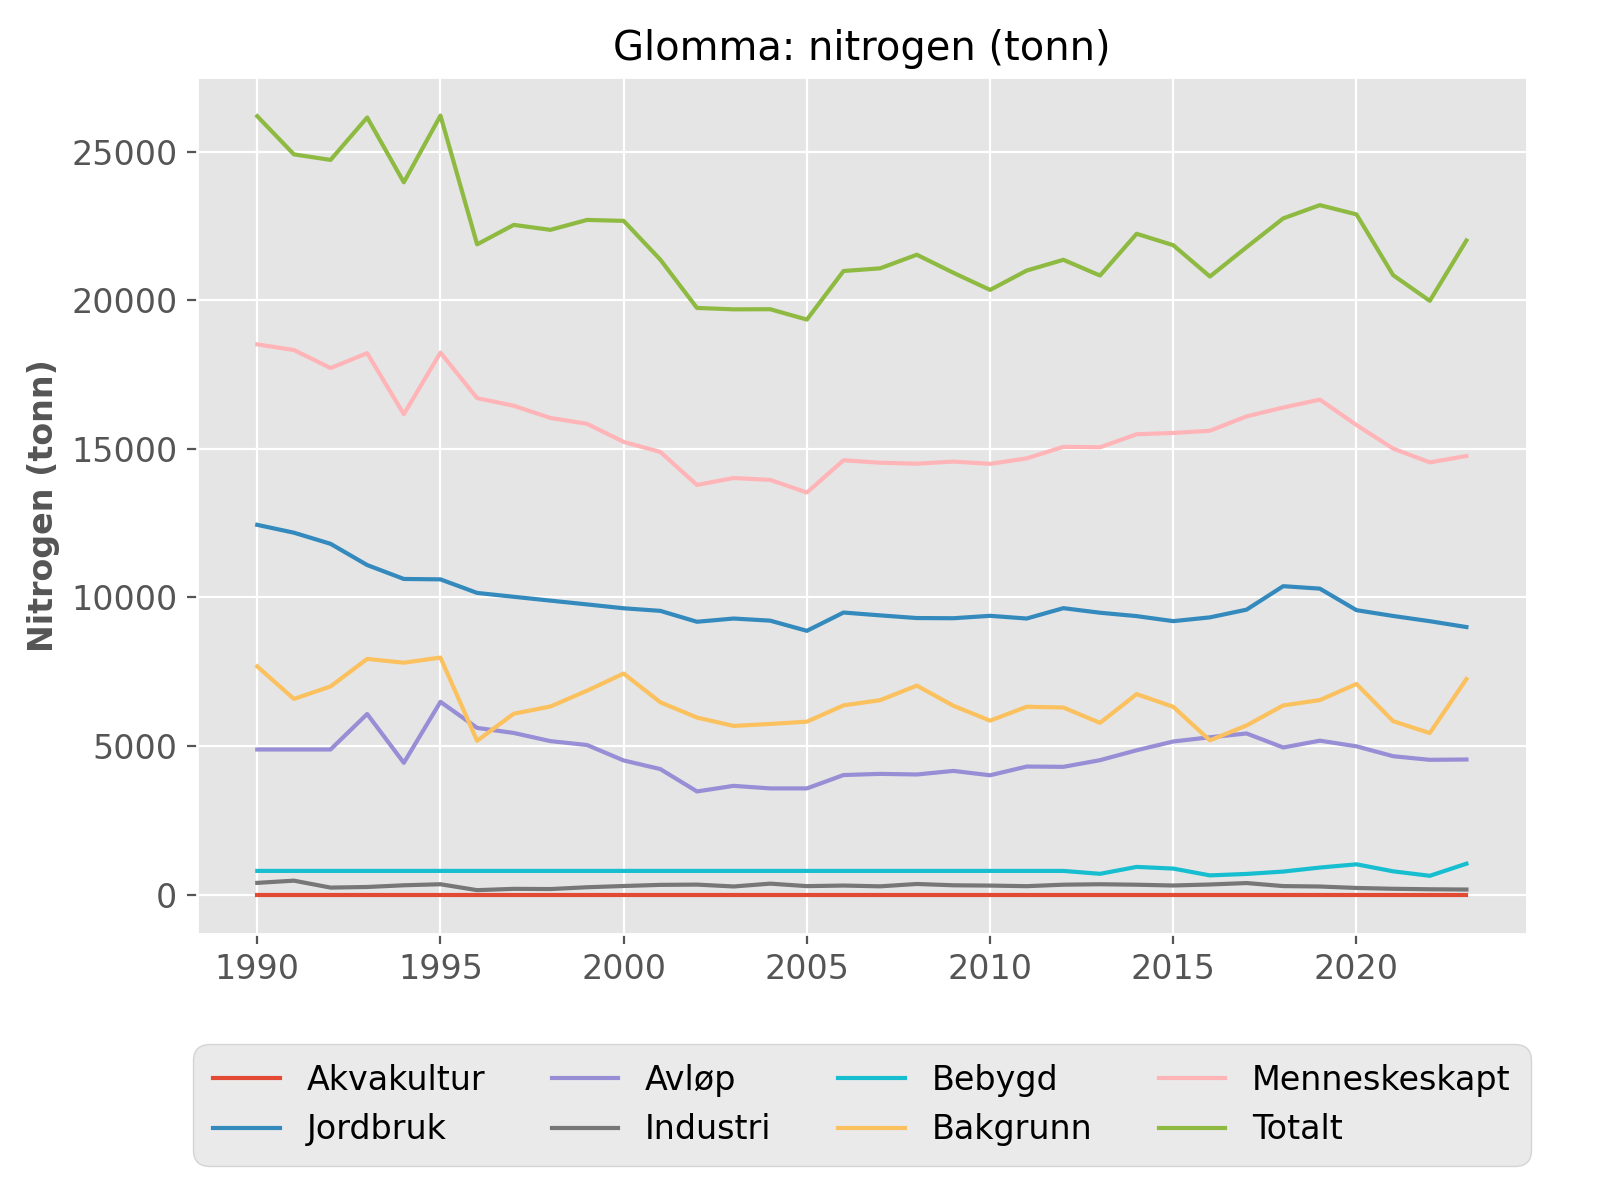 Glomma: nitrogen (tonn)
Nitrogen (tonn)
25000
20000
15000
10000
5000
0
1990 1995 2000 2005 2010 2015 2020
Akvakultur Avløp Bebygd Menneskeskapt
Jordbruk Industri Bakgrunn Totalt